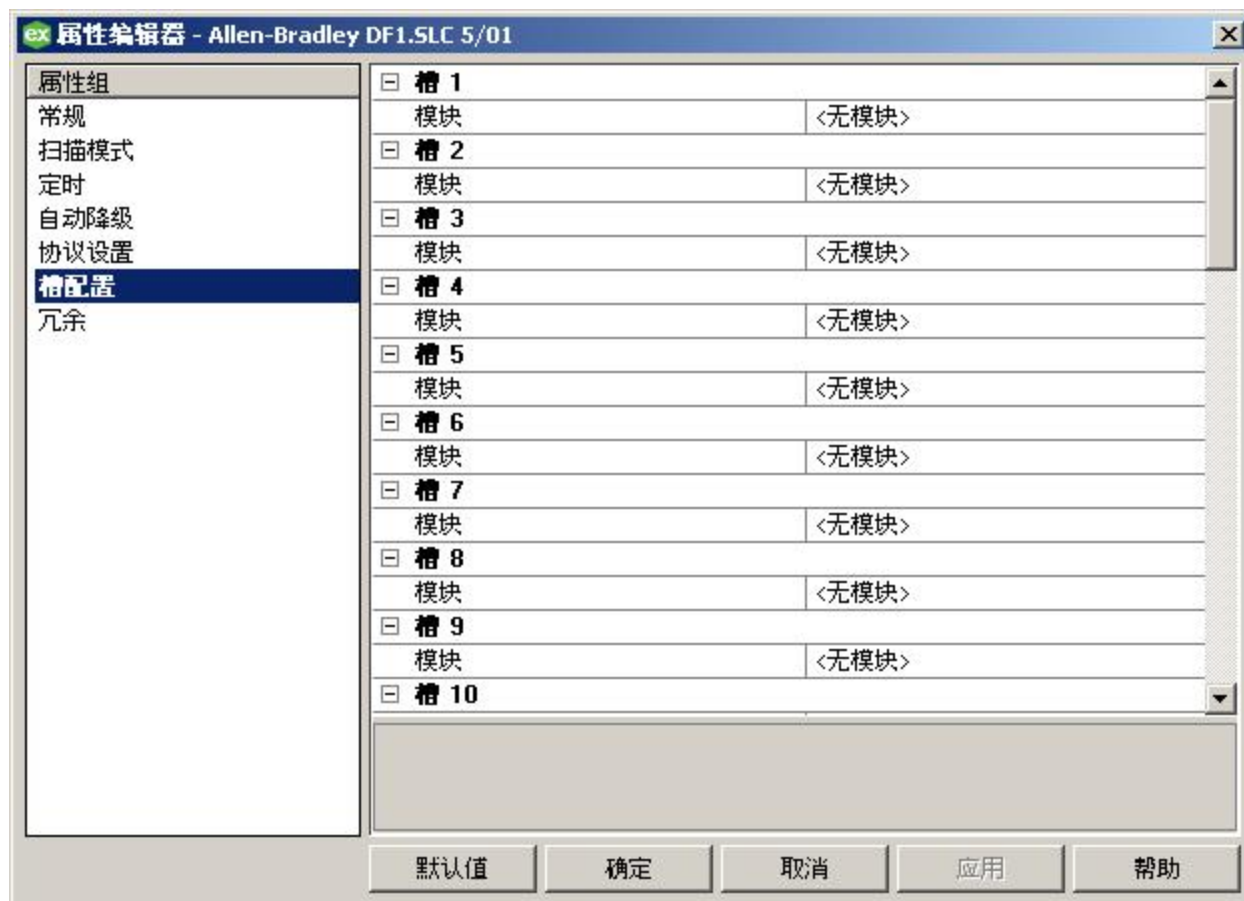 ex 属性编辑器 - Allen-Bradley DF1.SLC 5/01
属性组
常规
扫描模式
定时
自动降级
协议设置
槽配置
冗余
槽 1
模块 <无模块>
槽 2
模块 <无模块>
槽 3
模块 <无模块>
槽 4
模块 <无模块>
槽 5
模块 <无模块>
槽 6
模块 <无模块>
槽 7
模块 <无模块>
槽 8
模块 <无模块>
槽 9
模块 <无模块>
槽 10
默认值 确定 取消 应用 帮助